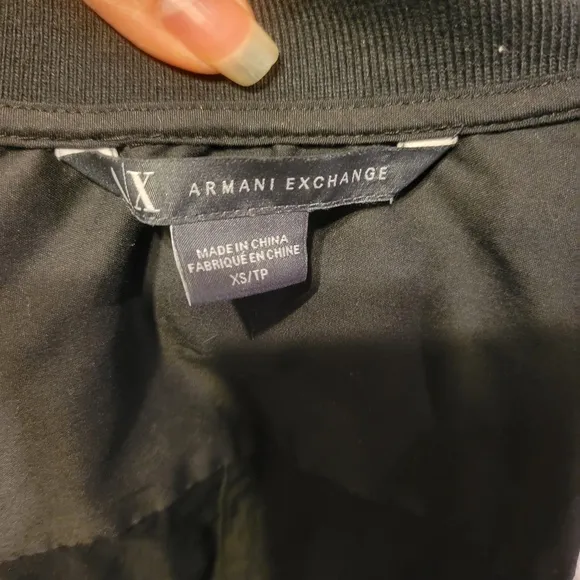 A|X ARMANI EXCHANGE
MADE IN CHINA
FABRIQUÉ EN CHINE
XS/TP